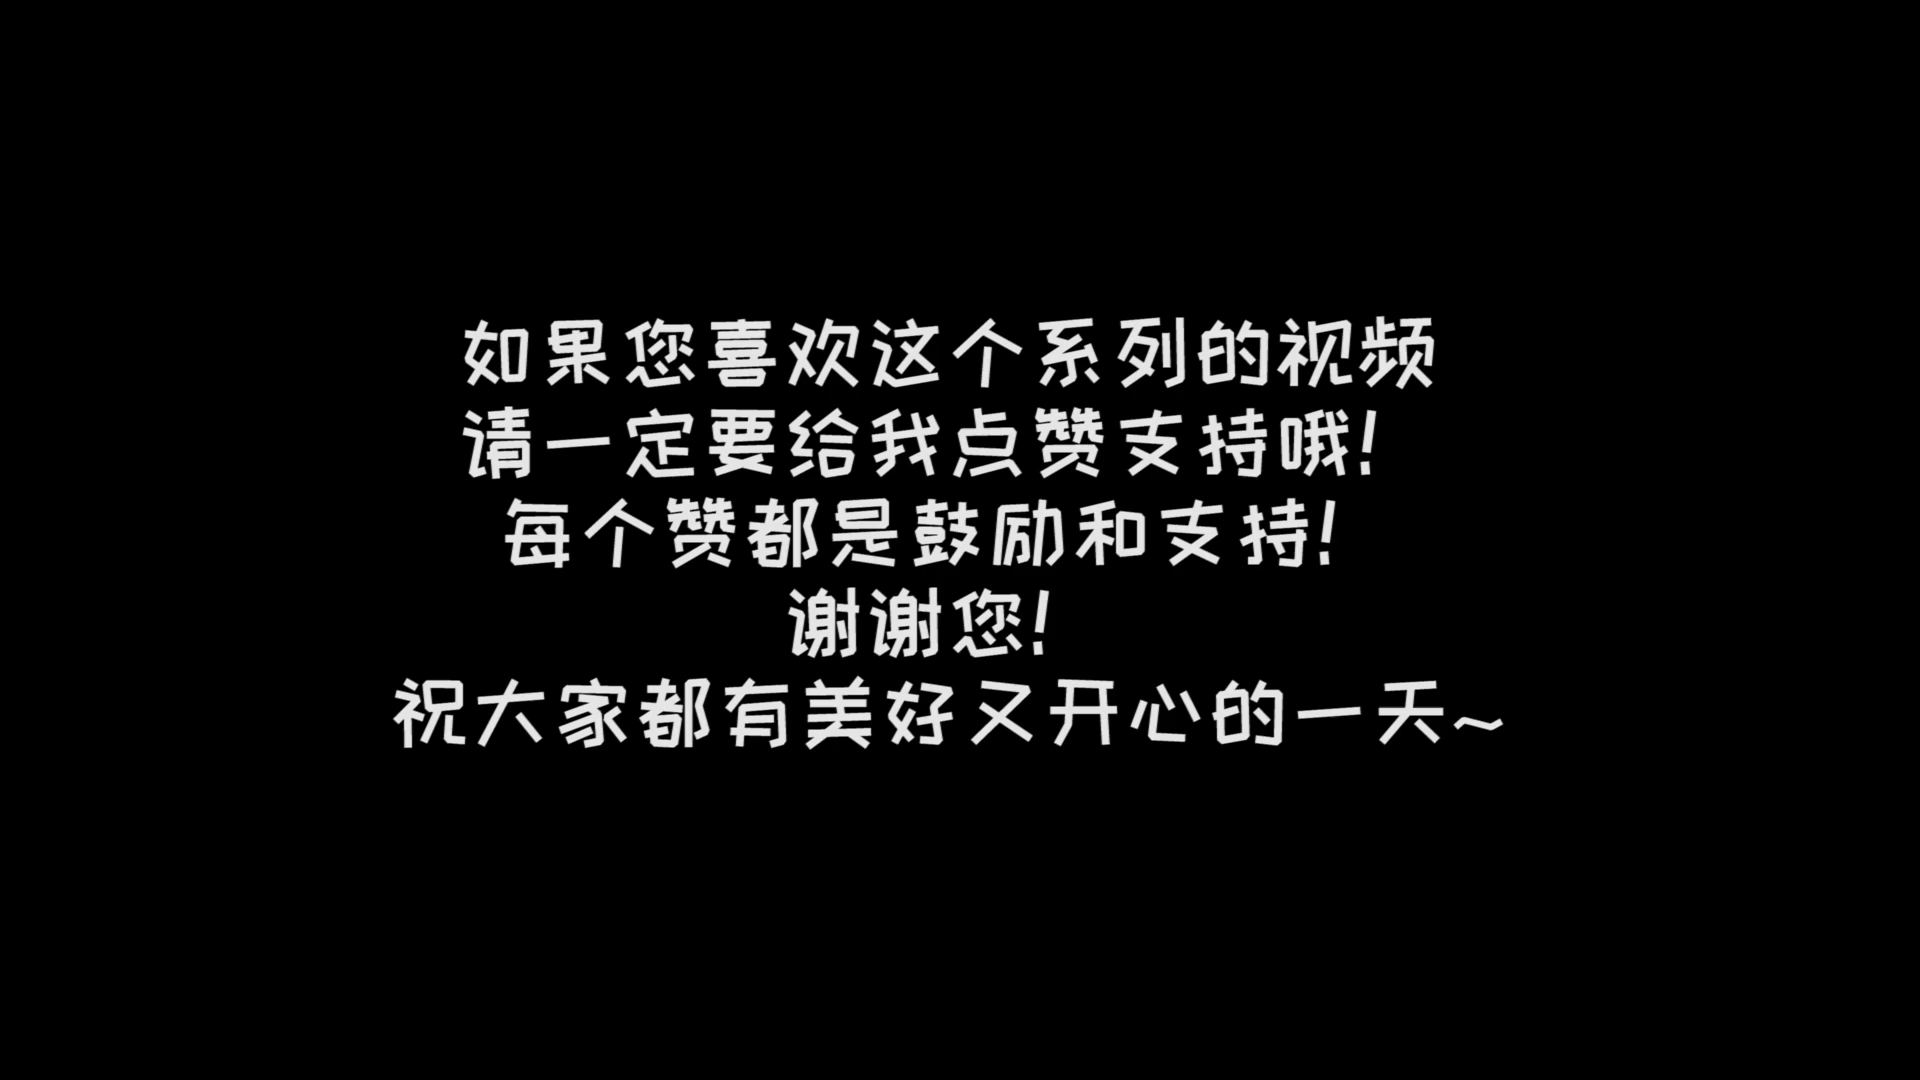 如果您喜欢这个系列的视频
请一定要给我点赞支持哦!
每个赞都是鼓励和支持!
谢谢您!
祝大家都有美好又开心的一天~